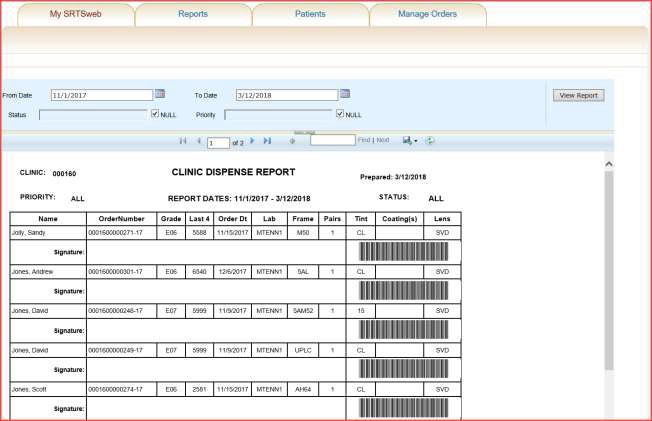 My SRTSweb Reports Patients Manage Orders
From Date 11/1/2017 To Date 3/12/2018 View Report
Status NULL Priority NULL
1 of 2 Find | Next
CLINIC: 000160 CLINIC DISPENSE REPORT Prepared: 3/12/2018
PRIORITY: ALL REPORT DATES: 11/1/2017 - 3/12/2018 STATUS: ALL
Name OrderNumber Grade Last 4 Order Dt Lab Frame Pairs Tint Coating(s) Lens
Jolly, Sandy 0001600000271-17 E06 5588 11/15/2017 MTENN1 M50 1 CL SVD
Signature:
Jones, Andrew 0001600000301-17 E06 6540 12/6/2017 MTENN1 5AL 1 CL SVD
Signature:
Jones, David 0001600000248-17 E07 5999 11/9/2017 MTENN1 5AM52 1 15 SVD
Signature:
Jones, David 0001600000249-17 E07 5999 11/9/2017 MTENN1 UPLC 1 CL SVD
Signature:
Jones, Scott 0001600000274-17 E06 2581 11/15/2017 MTENN1 AH64 1 CL SVD
Signature: